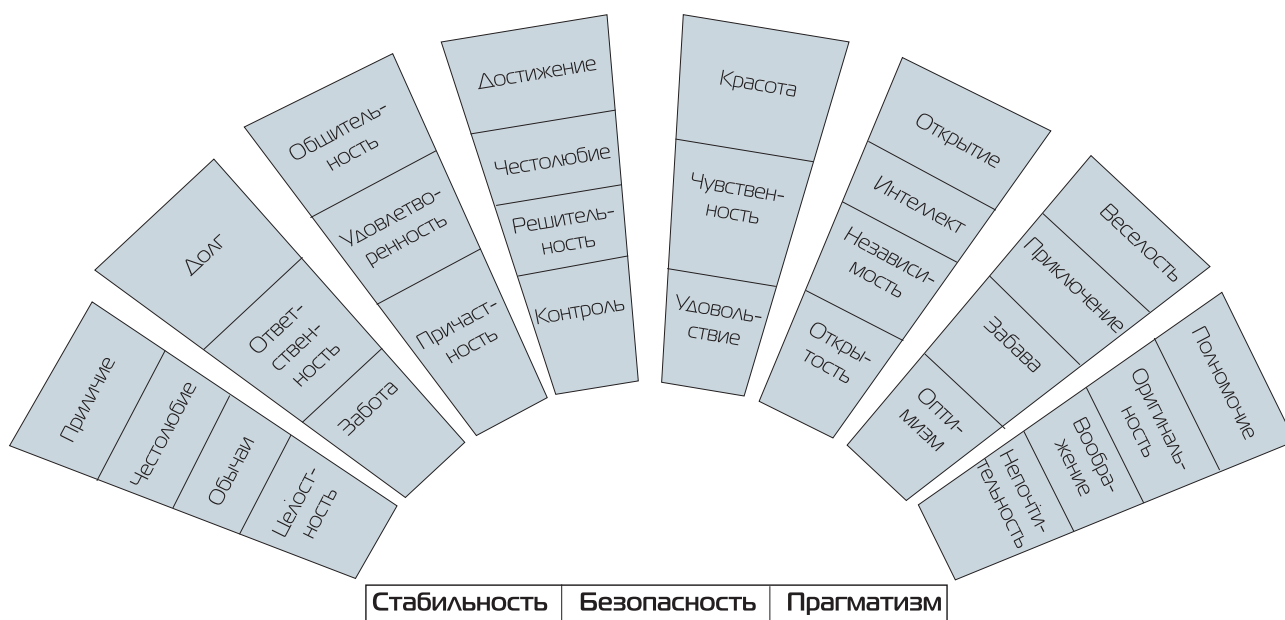 Приличие
Честолюбие
Обычаи
Целост-
ность
Долг
Ответ-
ствен-
ность
Забота
Общитель-
ность
Удовлетво-
ренность
Причаст-
ность
Достижение
Честолюбие
Решитель-
ность
Контроль
Красота
Чувствен-
ность
Удоволь-
ствие
Открытие
Интеллект
Независи-
мость
Откры-
тость
Веселость
Приключение
Забава
Опти-
мизм
Полномочие
Оригиналь-
ность
Вообра-
жение
Непочти-
тельность
Стабильность Безопасность Прагматизм